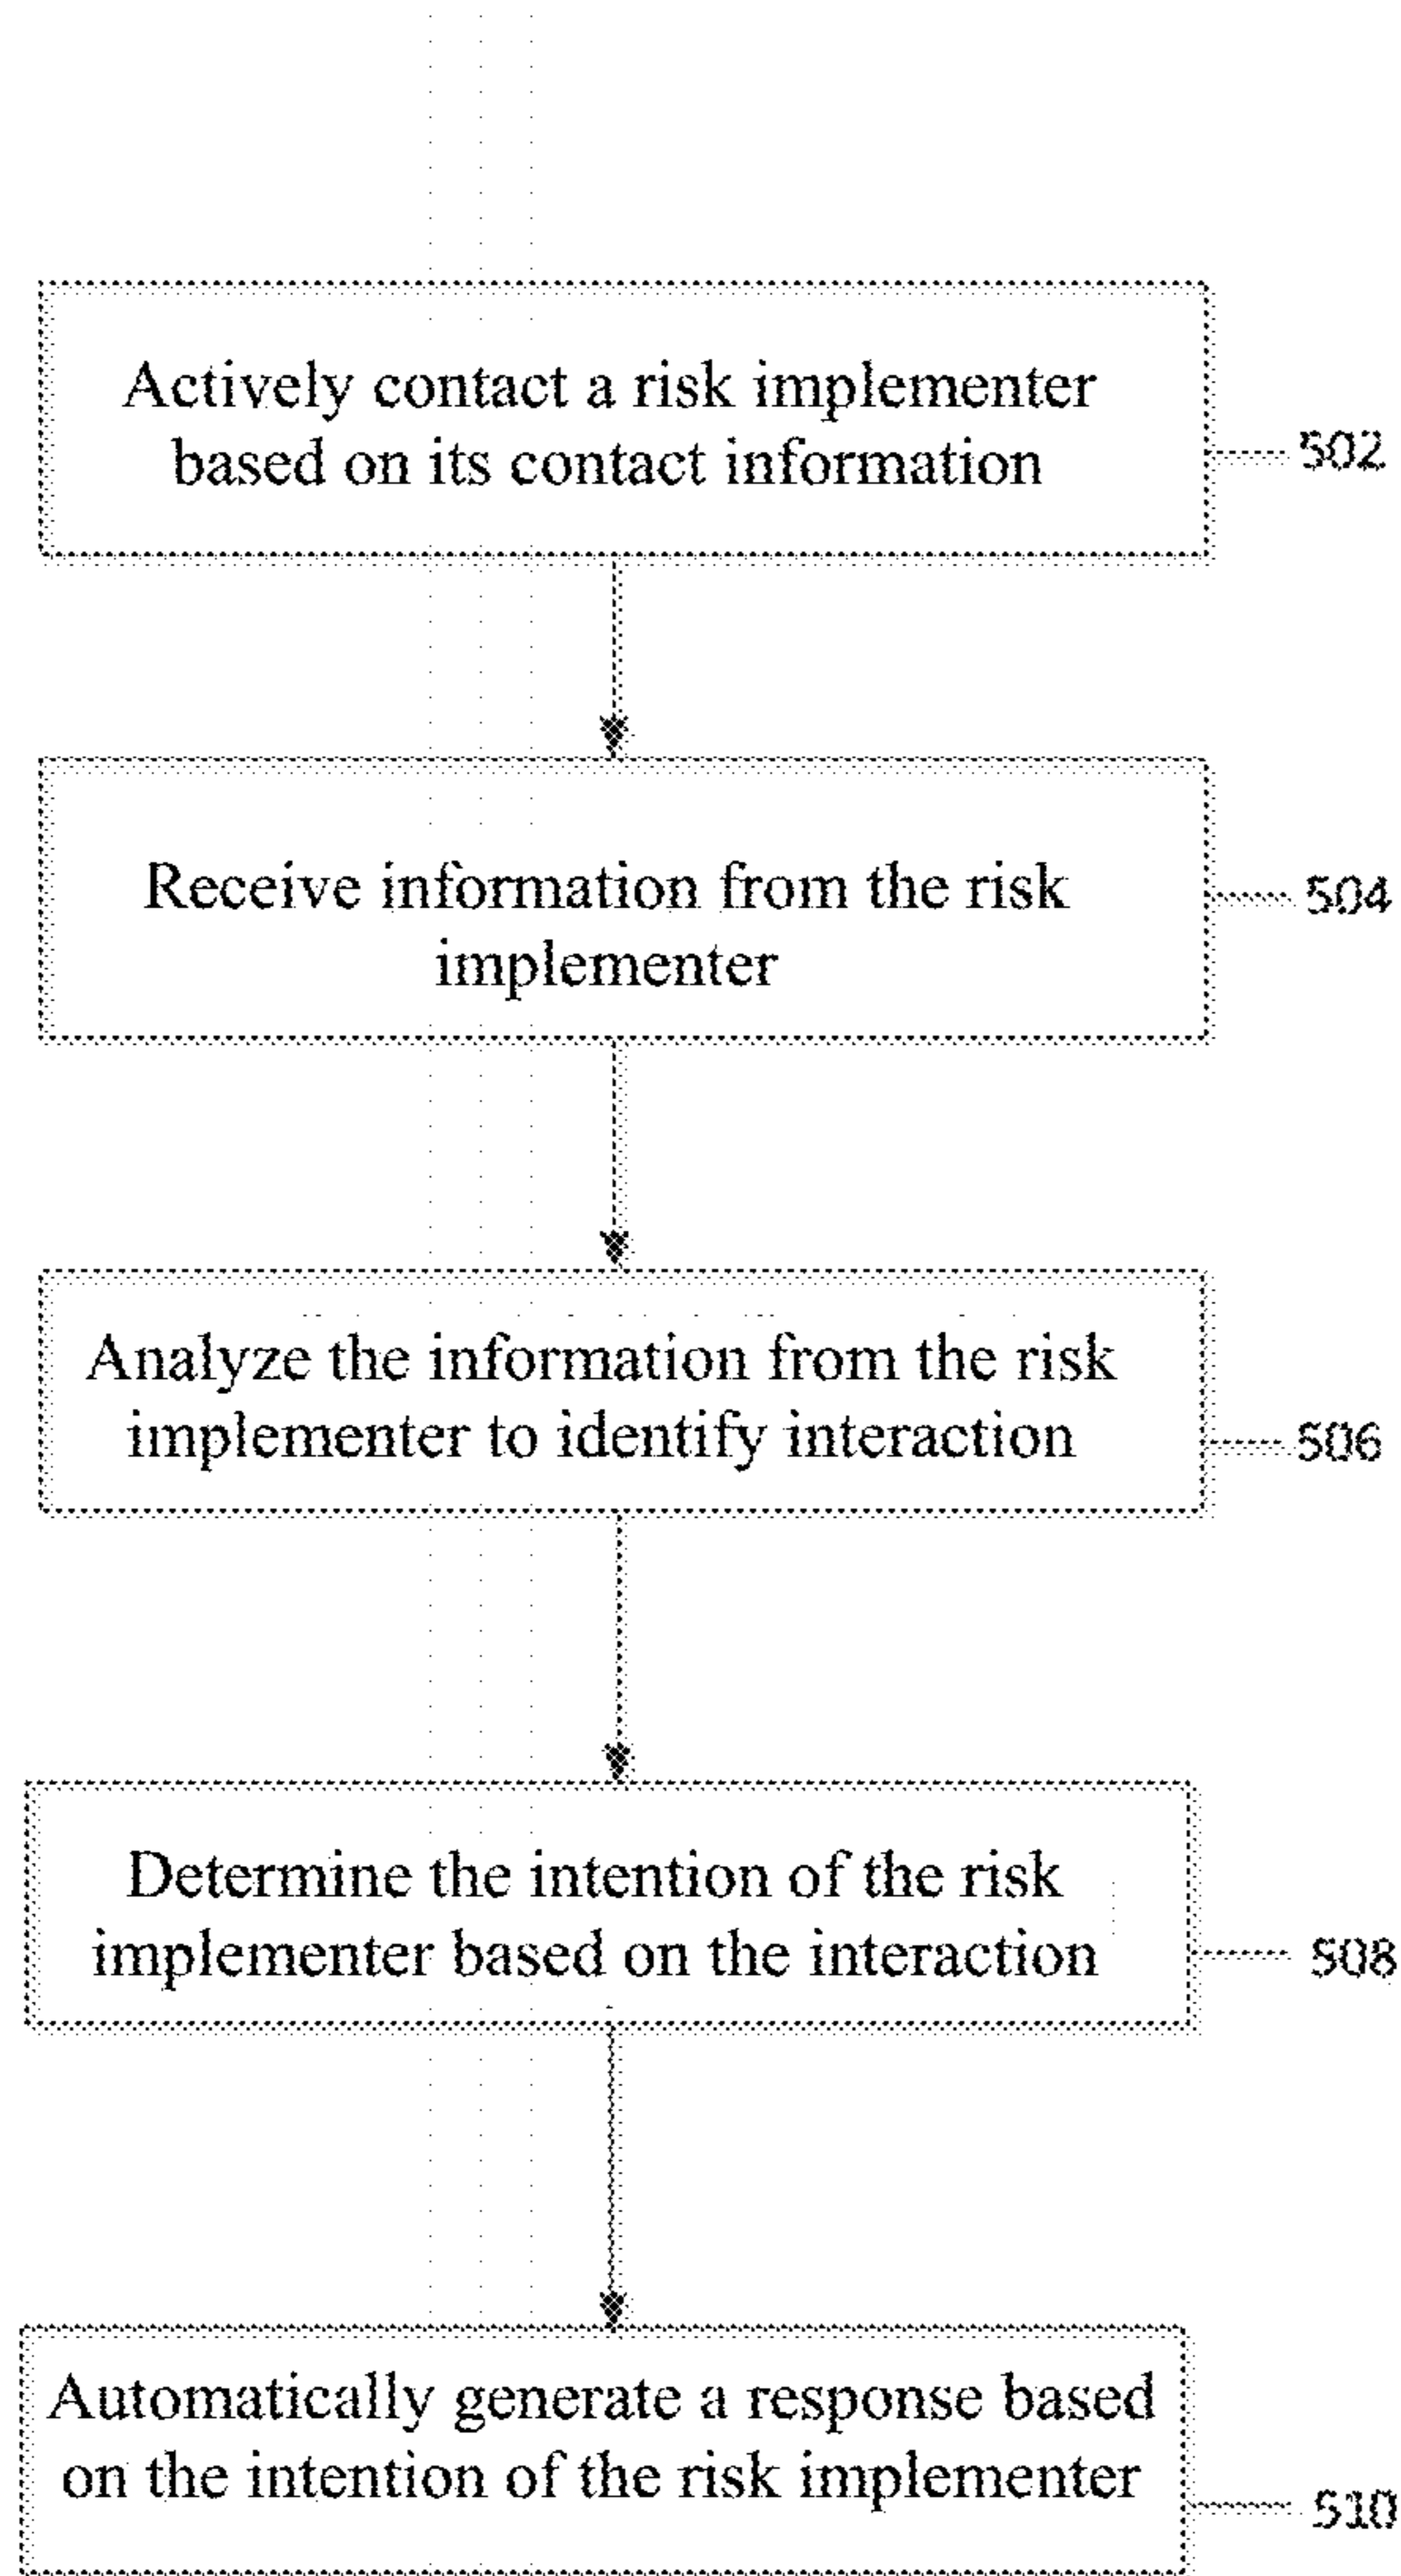 Actively contact a risk implementer
based on its contact information
502
Receive information from the risk
implementer
504
Analyze the information from the risk
implementer to identify interaction
506
Determine the intention of the risk
implementer based on the interaction
508
Automatically generate a response based
on the intention of the risk implementer
510